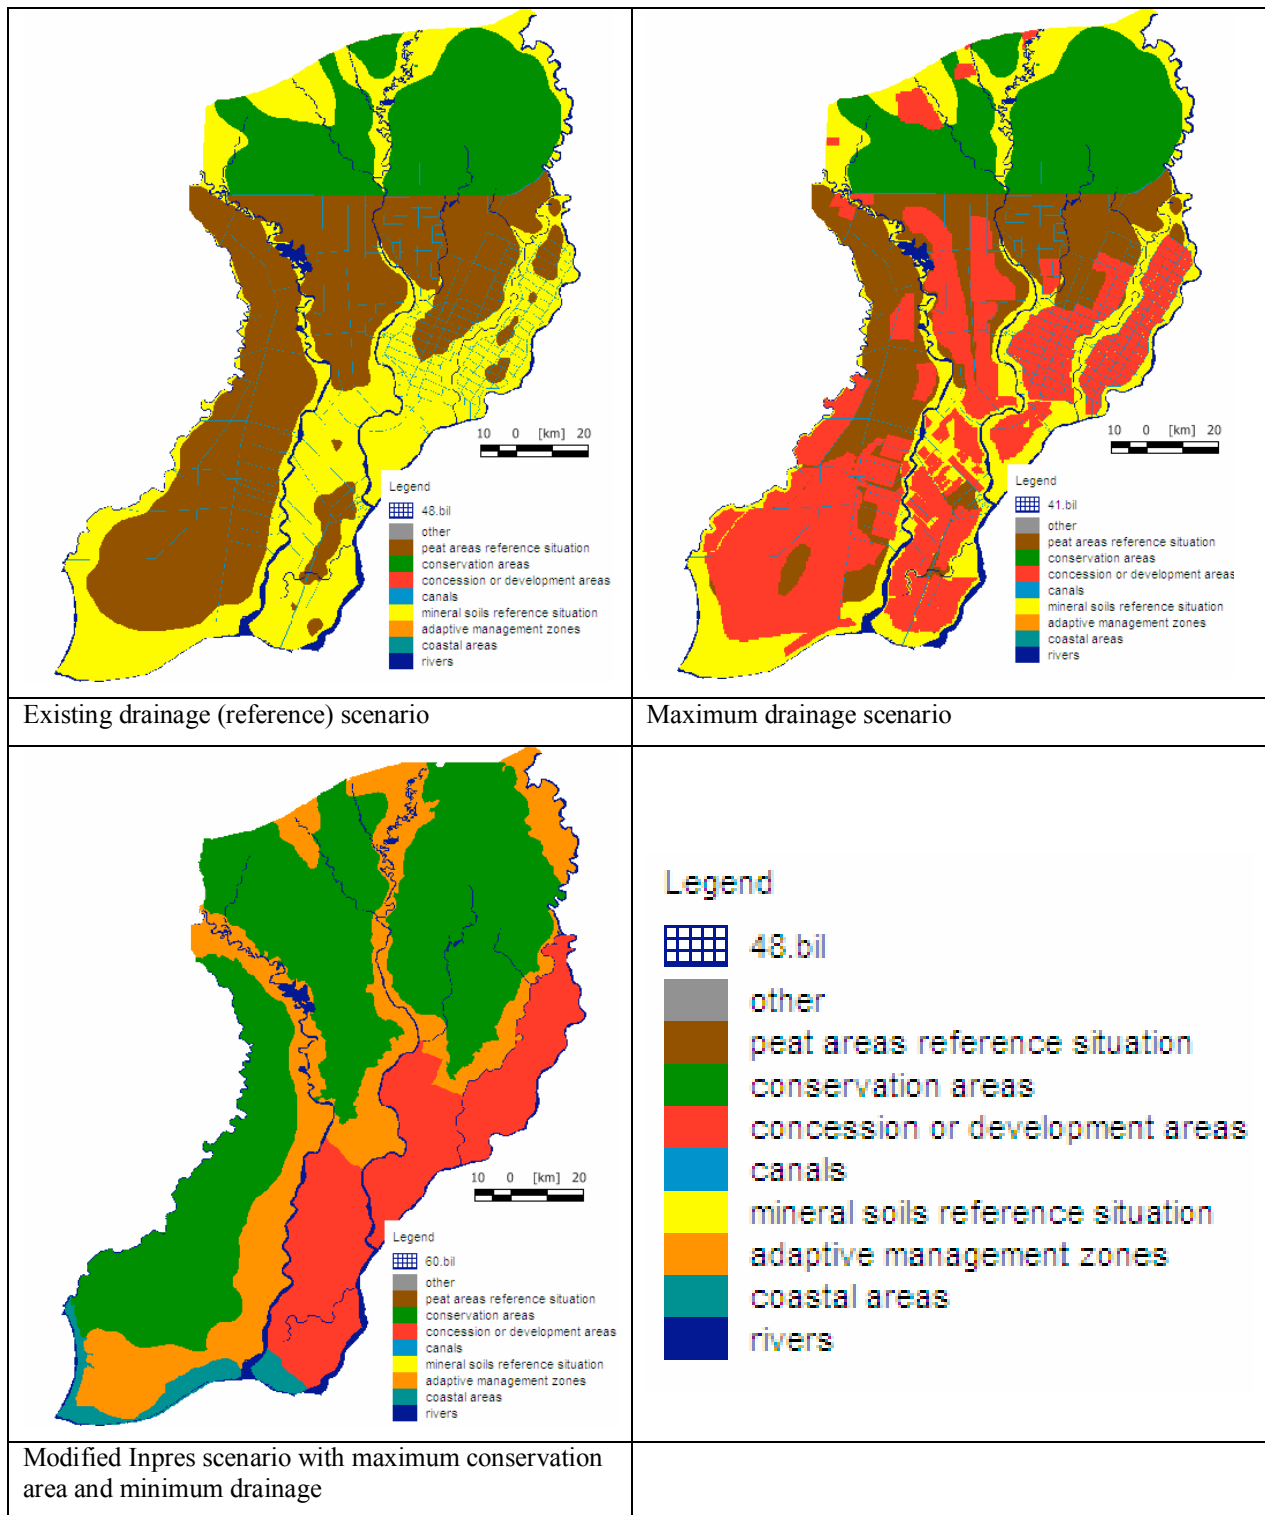 10 0 [km] 20
Legend
48.bil
other
peat areas reference situation
conservation areas
concession or development areas
canals
mineral soils reference situation
adaptive management zones
coastal areas
rivers
10 0 [km] 20
Legend
41.bil
other
peat areas reference situation
conservation areas
concession or development areas
canals
mineral soils reference situation
adaptive management zones
coastal areas
rivers
Existing drainage (reference) scenario
Maximum drainage scenario
10 0 [km] 20
Legend
60.bil
other
peat areas reference situation
conservation areas
concession or development areas
canals
mineral soils reference situation
adaptive management zones
coastal areas
rivers
Legend
48.bil
other
peat areas reference situation
conservation areas
concession or development areas
canals
mineral soils reference situation
adaptive management zones
coastal areas
rivers
Modified Inpres scenario with maximum conservation
area and minimum drainage